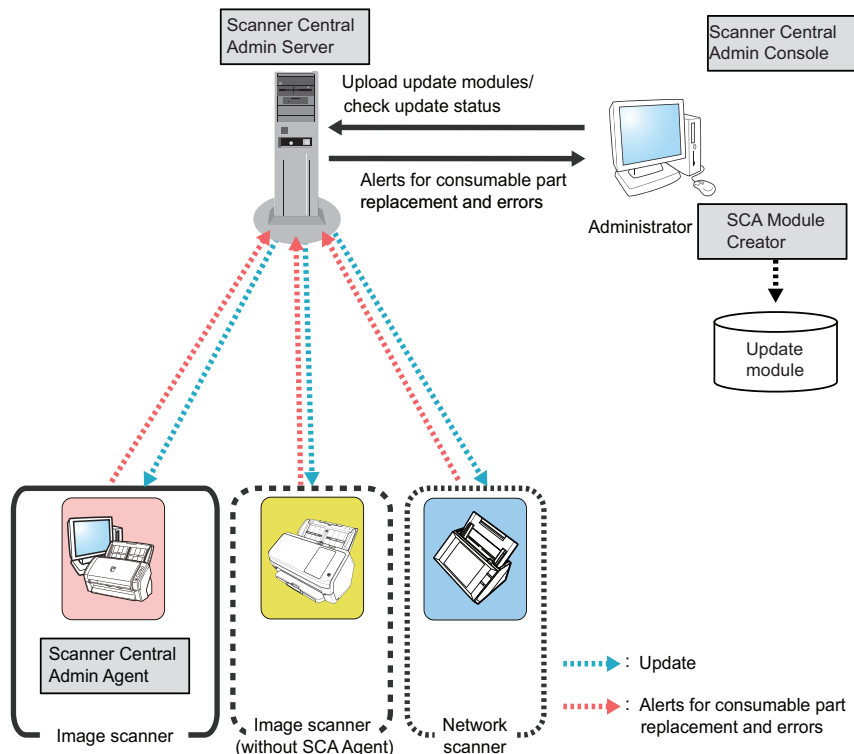 Scanner Central
Admin Server
Scanner Central
Admin Console
Upload update modules/
check update status
Alerts for consumable part
replacement and errors
Administrator
SCA Module
Creator
Update
module
Scanner Central
Admin Agent
Image scanner
Image scanner
(without SCA Agent)
Network
scanner
: Update
: Alerts for consumable part
replacement and errors